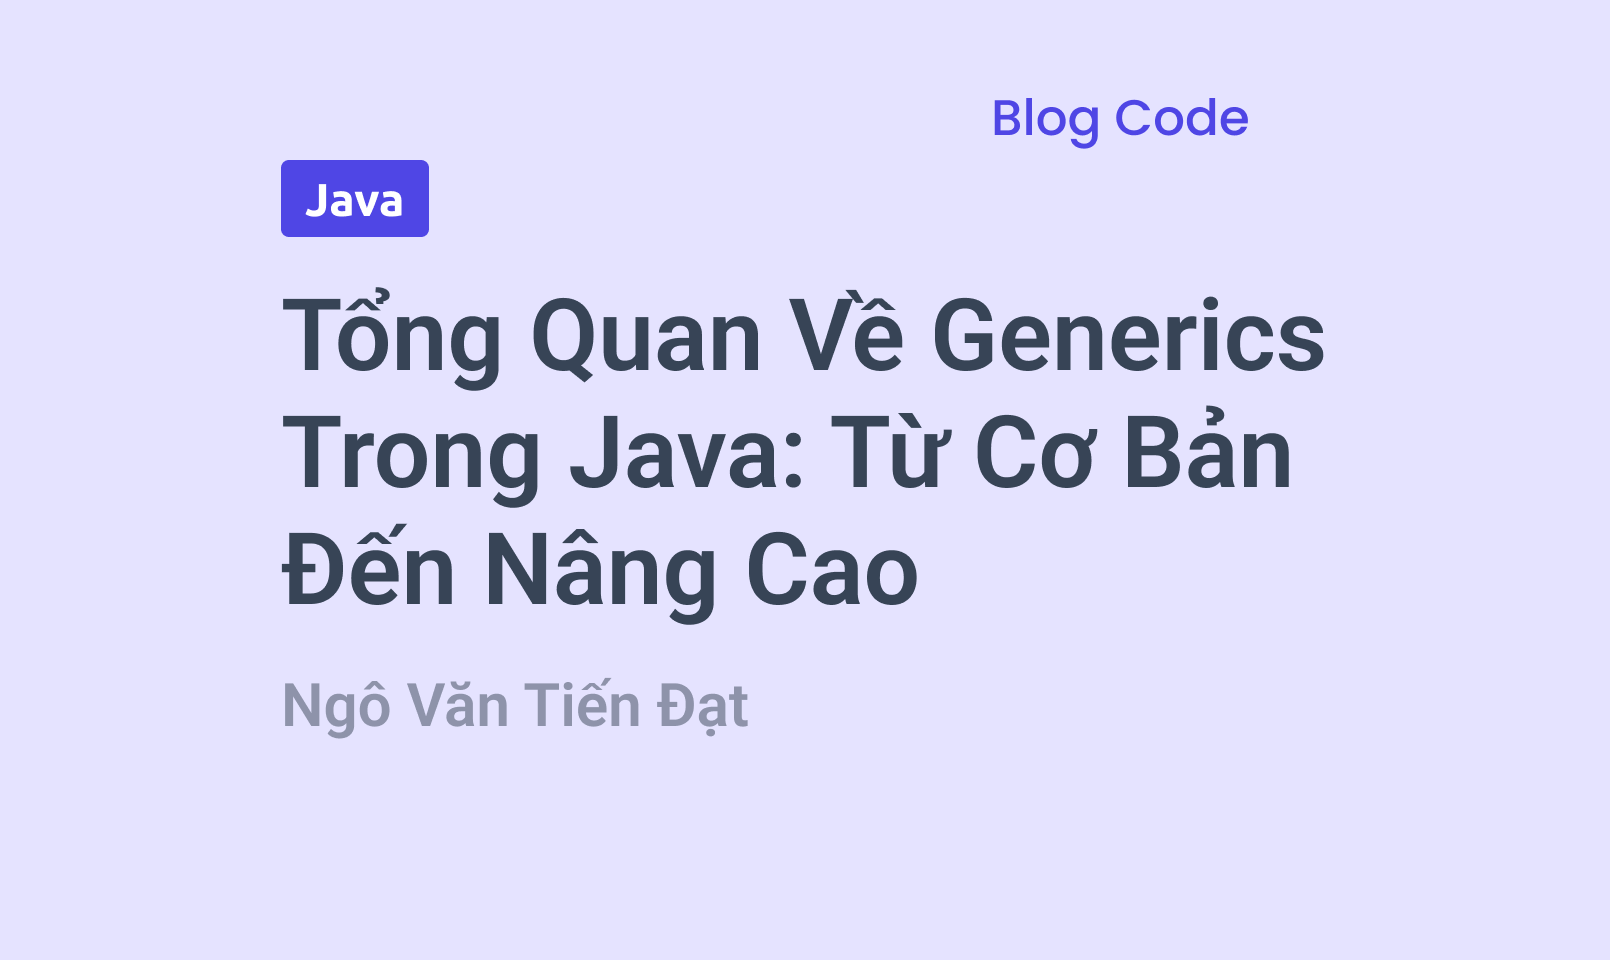 Blog Code
Java
Tổng Quan Về Generics
Trong Java: Từ Cơ Bản
Đến Nâng Cao
Ngô Văn Tiến Đạt